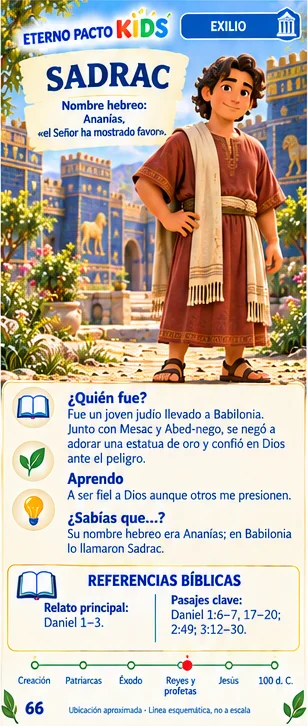 ETERNO PACTO KIDS
EXILIO
SADRAC
Nombre hebreo:
Ananías,
«el Señor ha mostrado favor».
¿Quién fue?
Fue un joven judío llevado a Babilonia.
Junto con Mesac y Abed-nego, se negó a
adorar una estatua de oro y confió en Dios
ante el peligro.
Aprendo
A ser fiel a Dios aunque otros me presionen.
¿Sabías que...?
Su nombre hebreo era Ananías; en Babilonia
lo llamaron Sadrac.
REFERENCIAS BÍBLICAS
Relato principal:
Daniel 1–3.
Pasajes clave:
Daniel 1:6–7, 17–20;
2:49; 3:12–30.
Creación
Patriarcas
Éxodo
Reyes y
profetas
Jesús
100 d. C.
66
Ubicación aproximada · Línea esquemática, no a escala